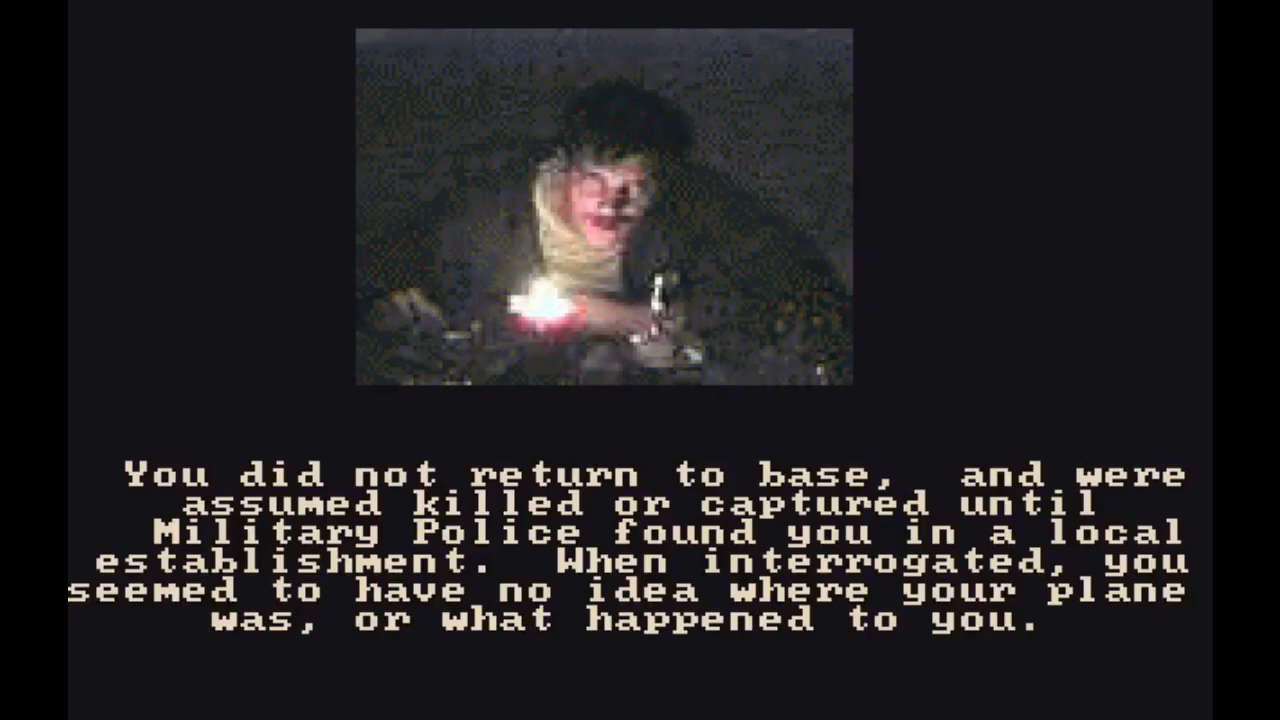 You did not return to base, and were
assumed killed or captured until
Military Police found you in a local
establishment. When interrogated, you
seemed to have no idea where your plane
was, or what happened to you.